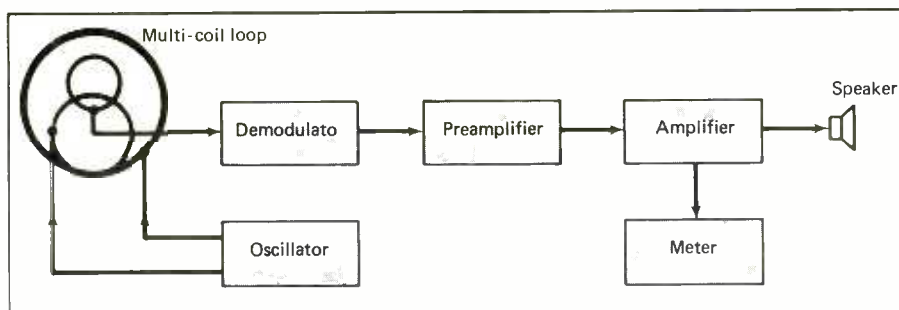 Multi-coil loop
Speaker
Demodulato
Preamplifier
Amplifier
Oscillator
Meter